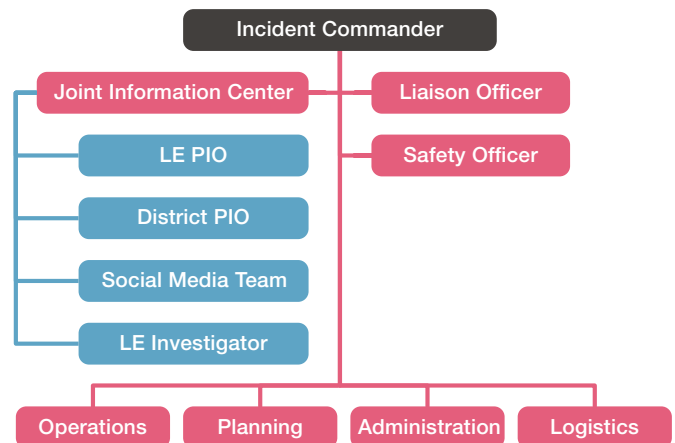 Incident Commander
Joint Information Center
Liaison Officer
LE PIO
Safety Officer
District PIO
Social Media Team
LE Investigator
Operations
Planning
Administration
Logistics